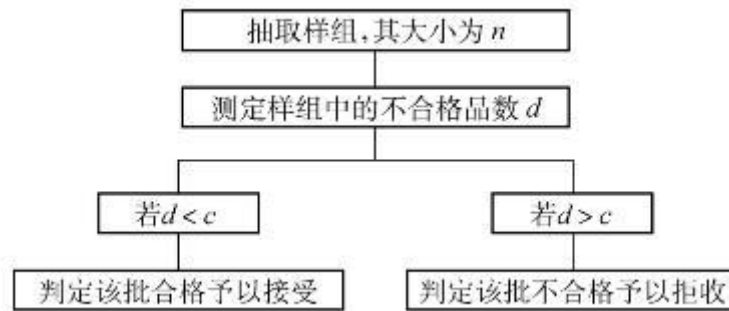 抽取样组,其大小为 n
测定样组中的不合格品数 d
若d < c
若d > c
判定该批合格予以接受
判定该批不合格予以拒收